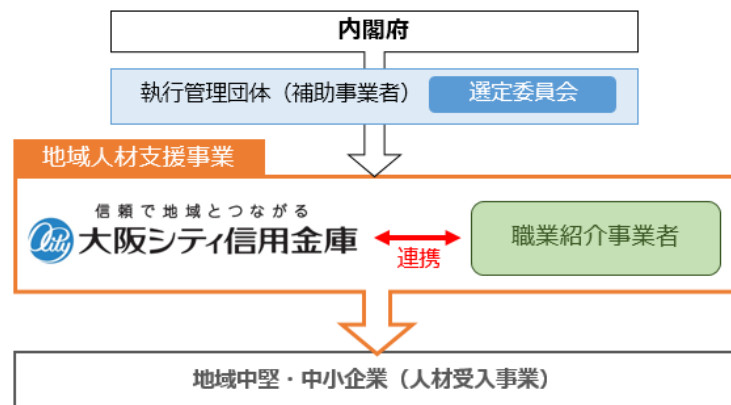 内閣府
執行管理団体（補助事業者） 選定委員会
地域人材支援事業
信頼で地域とつながる
City 大阪シティ信用金庫
連携
職業紹介事業者
地域中堅・中小企業（人材受入事業）